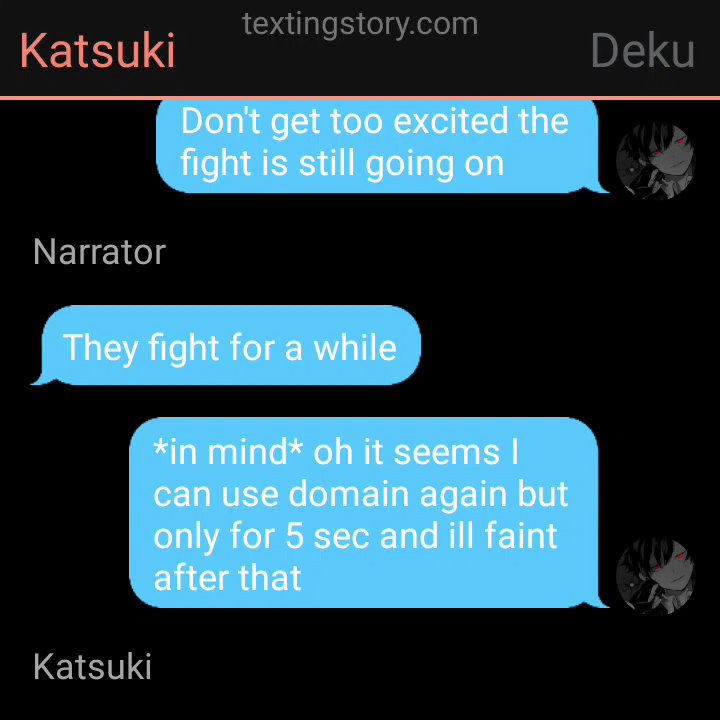 textingstory.com
Katsuki
Deku
Don't get too excited the
fight is still going on
Narrator
They fight for a while
*in mind* oh it seems I
can use domain again but
only for 5 sec and ill faint
after that
Katsuki